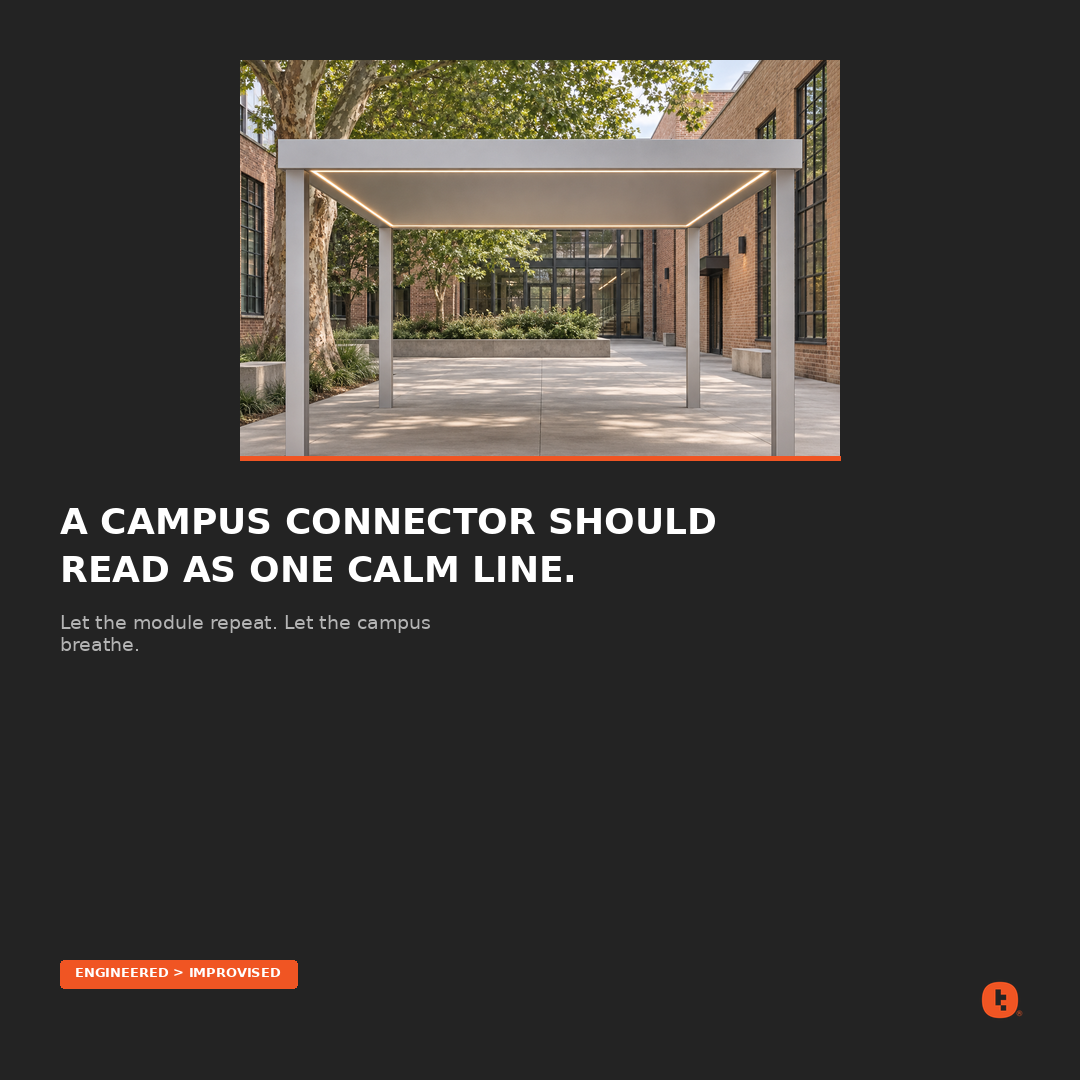 A CAMPUS CONNECTOR SHOULD
READ AS ONE CALM LINE.
Let the module repeat. Let the campus
breathe.
ENGINEERED > IMPROVISED
t